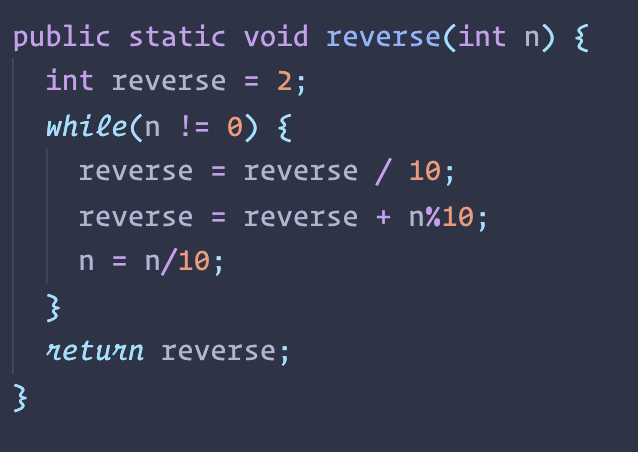 public static void reverse(int n) {
  int reverse = 2;
  while(n != 0) {
    reverse = reverse / 10;
    reverse = reverse + n%10;
    n = n/10;
  }
  return reverse;
}